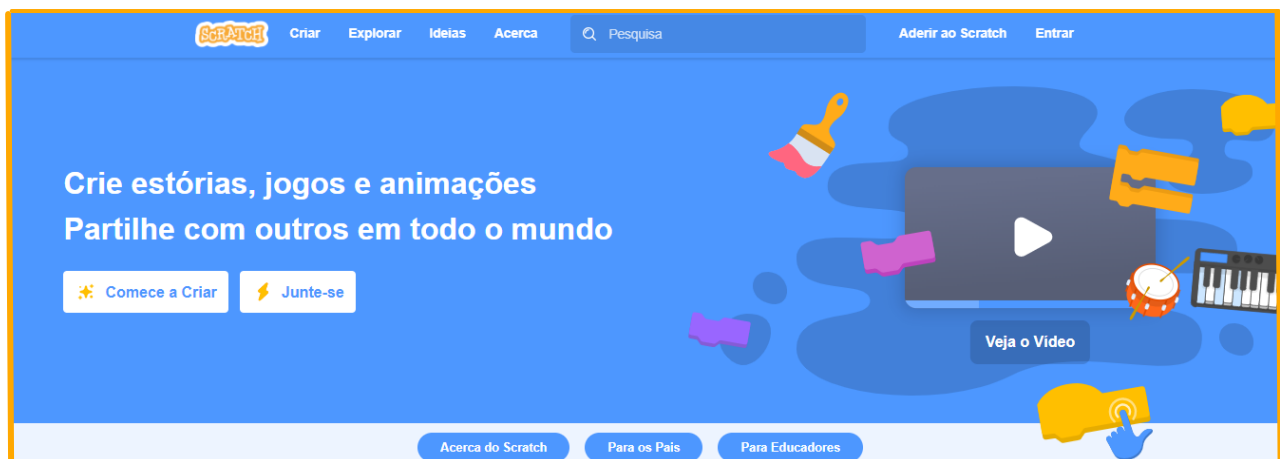 SCRATCH Criar Explorar Ideias Acerca Pesquisa Aderir ao Scratch Entrar
Crie estórias, jogos e animações
Partilhe com outros em todo o mundo
Comece a Criar Junte-se
Veja o Video
Acerca do Scratch Para os Pais Para Educadores